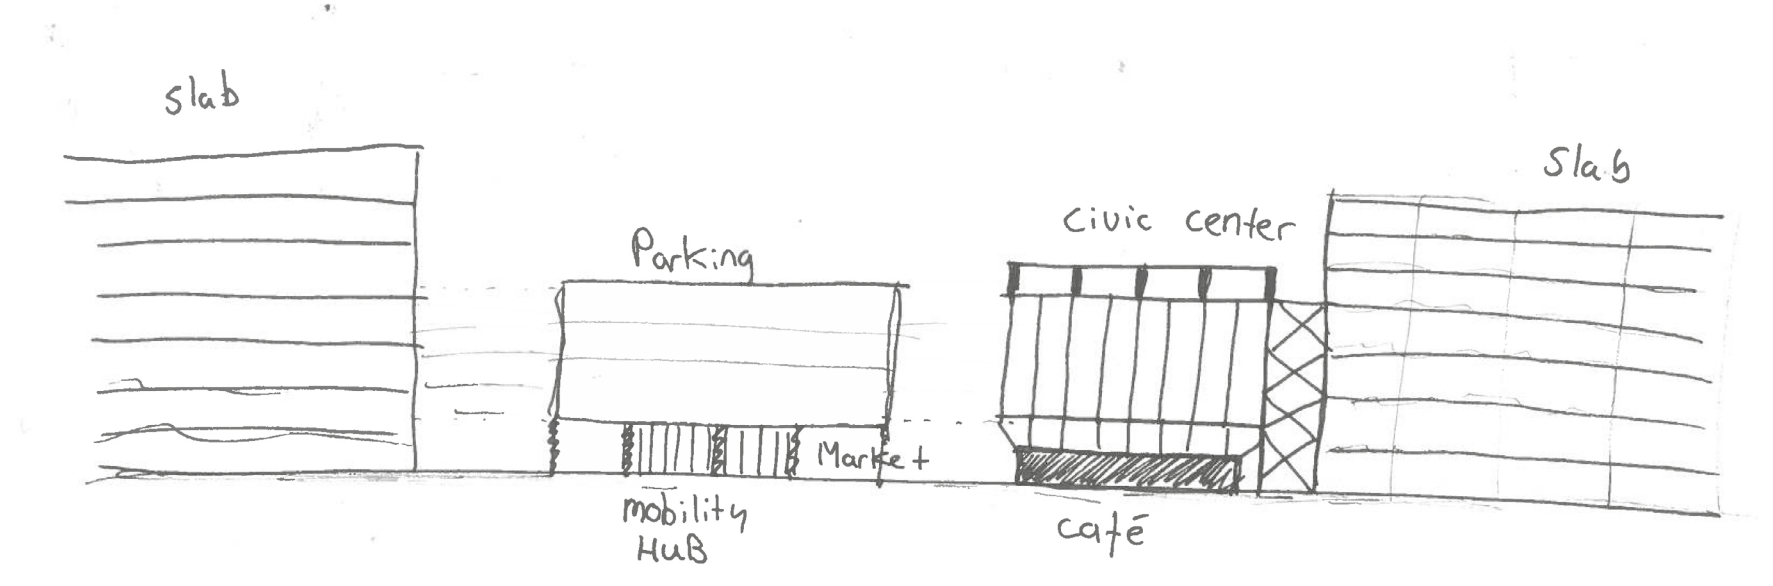 Slab
Slab
civic center
Parking
Market
mobility
HUB
café